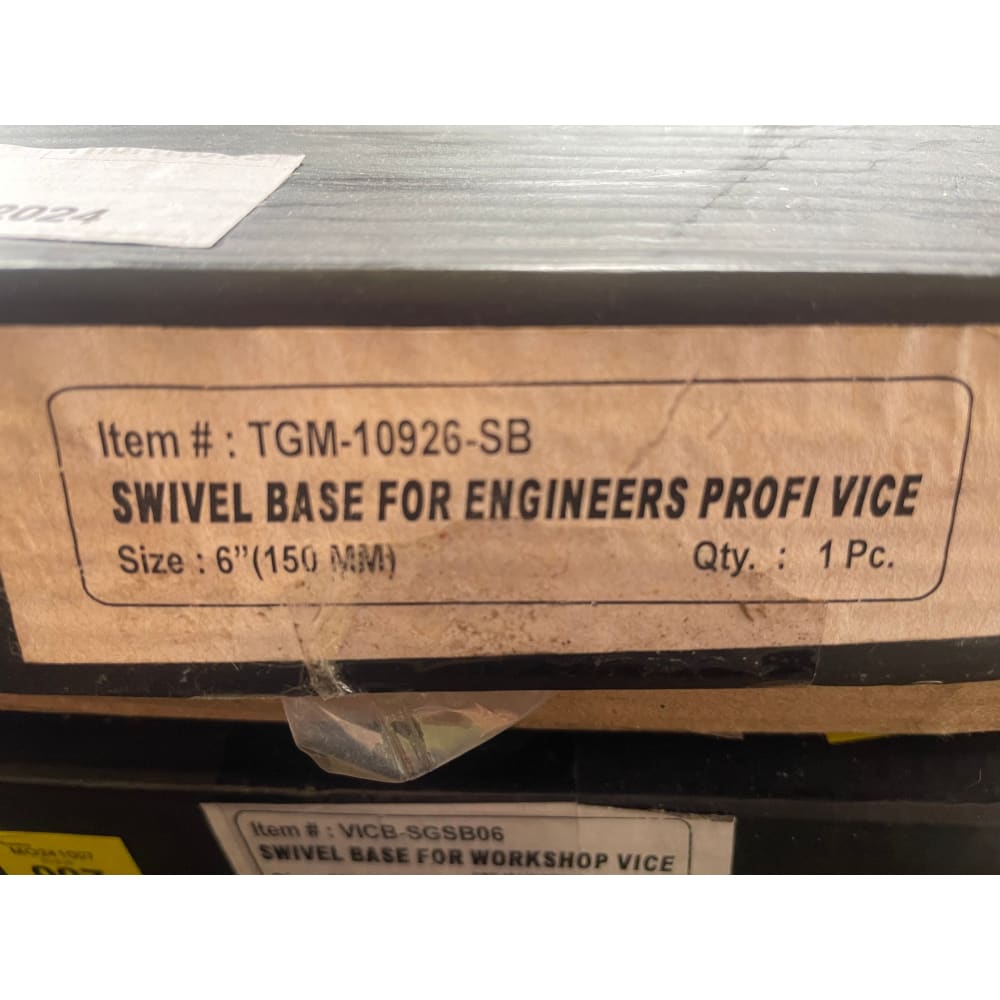 2024
Item # : TGM-10926-SB
SWIVEL BASE FOR ENGINEERS PROFI VICE
Size : 6”(150 MM)
Qty. : 1 Pc.
Item # : VICB-SGSB06
SWIVEL BASE FOR WORKSHOP VICE
MO241007